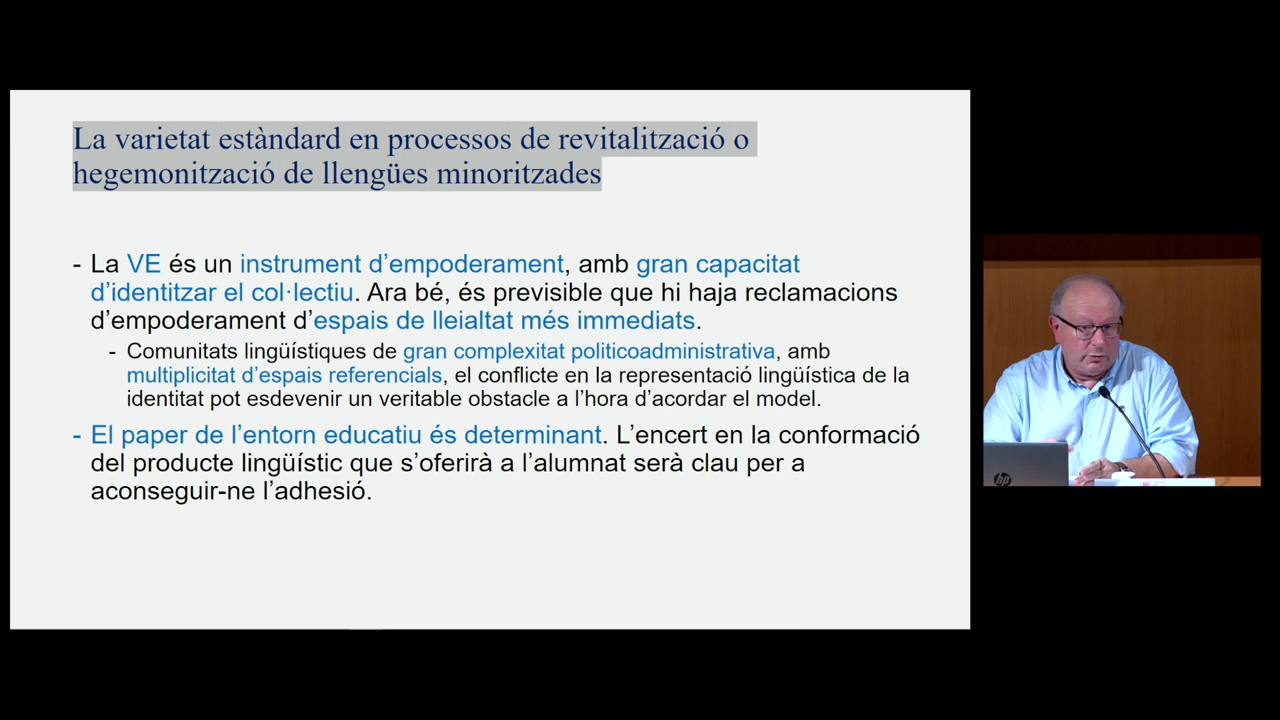 La varietat estàndard en processos de revitalització o
hegemonització de llengües minoritzades
- La VE és un instrument d’empoderament, amb gran capacitat
d’identitzar el col·lectiu. Ara bé, és previsible que hi haja reclamacions
d’empoderament d’espais de lleialtat més immediats.
- Comunitats lingüístiques de gran complexitat politicoadministrativa, amb
multiplicitat d’espais referencials, el conflicte en la representació lingüística de la
identitat pot esdevenir un veritable obstacle a l’hora d’acordar el model.
- El paper de l’entorn educatiu és determinant. L’encert en la conformació
del producte lingüístic que s’oferirà a l’alumnat serà clau per a
aconseguir-ne l’adhesió.
hp